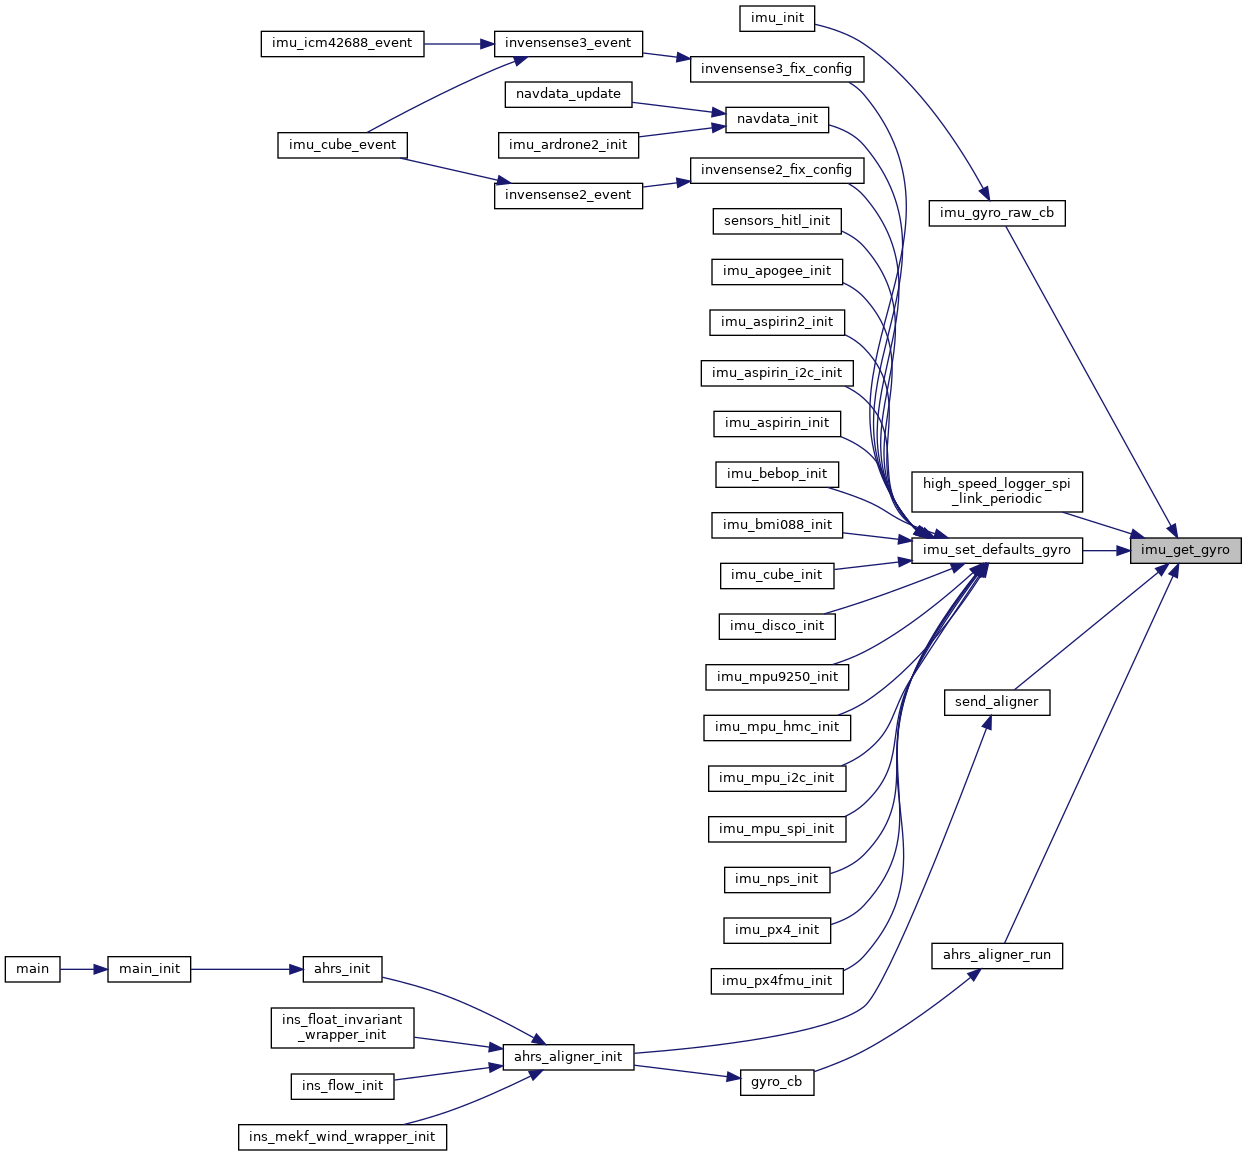 imu_init
imu_icm42688_event
invensense3_event
invensense3_fix_config
navdata_update
navdata_init
imu_cube_event
imu_ardrone2_init
invensense2_fix_config
invensense2_event
imu_gyro_raw_cb
sensors_hitl_init
imu_apogee_init
imu_aspirin2_init
imu_aspirin_i2c_init
imu_aspirin_init
imu_bebop_init
high_speed_logger_spi
_link_periodic
imu_bmi088_init
imu_set_defaults_gyro
imu_get_gyro
imu_cube_init
imu_disco_init
imu_mpu9250_init
send_aligner
imu_mpu_hmc_init
imu_mpu_i2c_init
imu_mpu_spi_init
imu_nps_init
imu_px4_init
ahrs_aligner_run
main
main_init
ahrs_init
imu_px4fmu_init
ins_float_invariant
_wrapper_init
ahrs_aligner_init
ins_flow_init
gyro_cb
ins_mekf_wind_wrapper_init